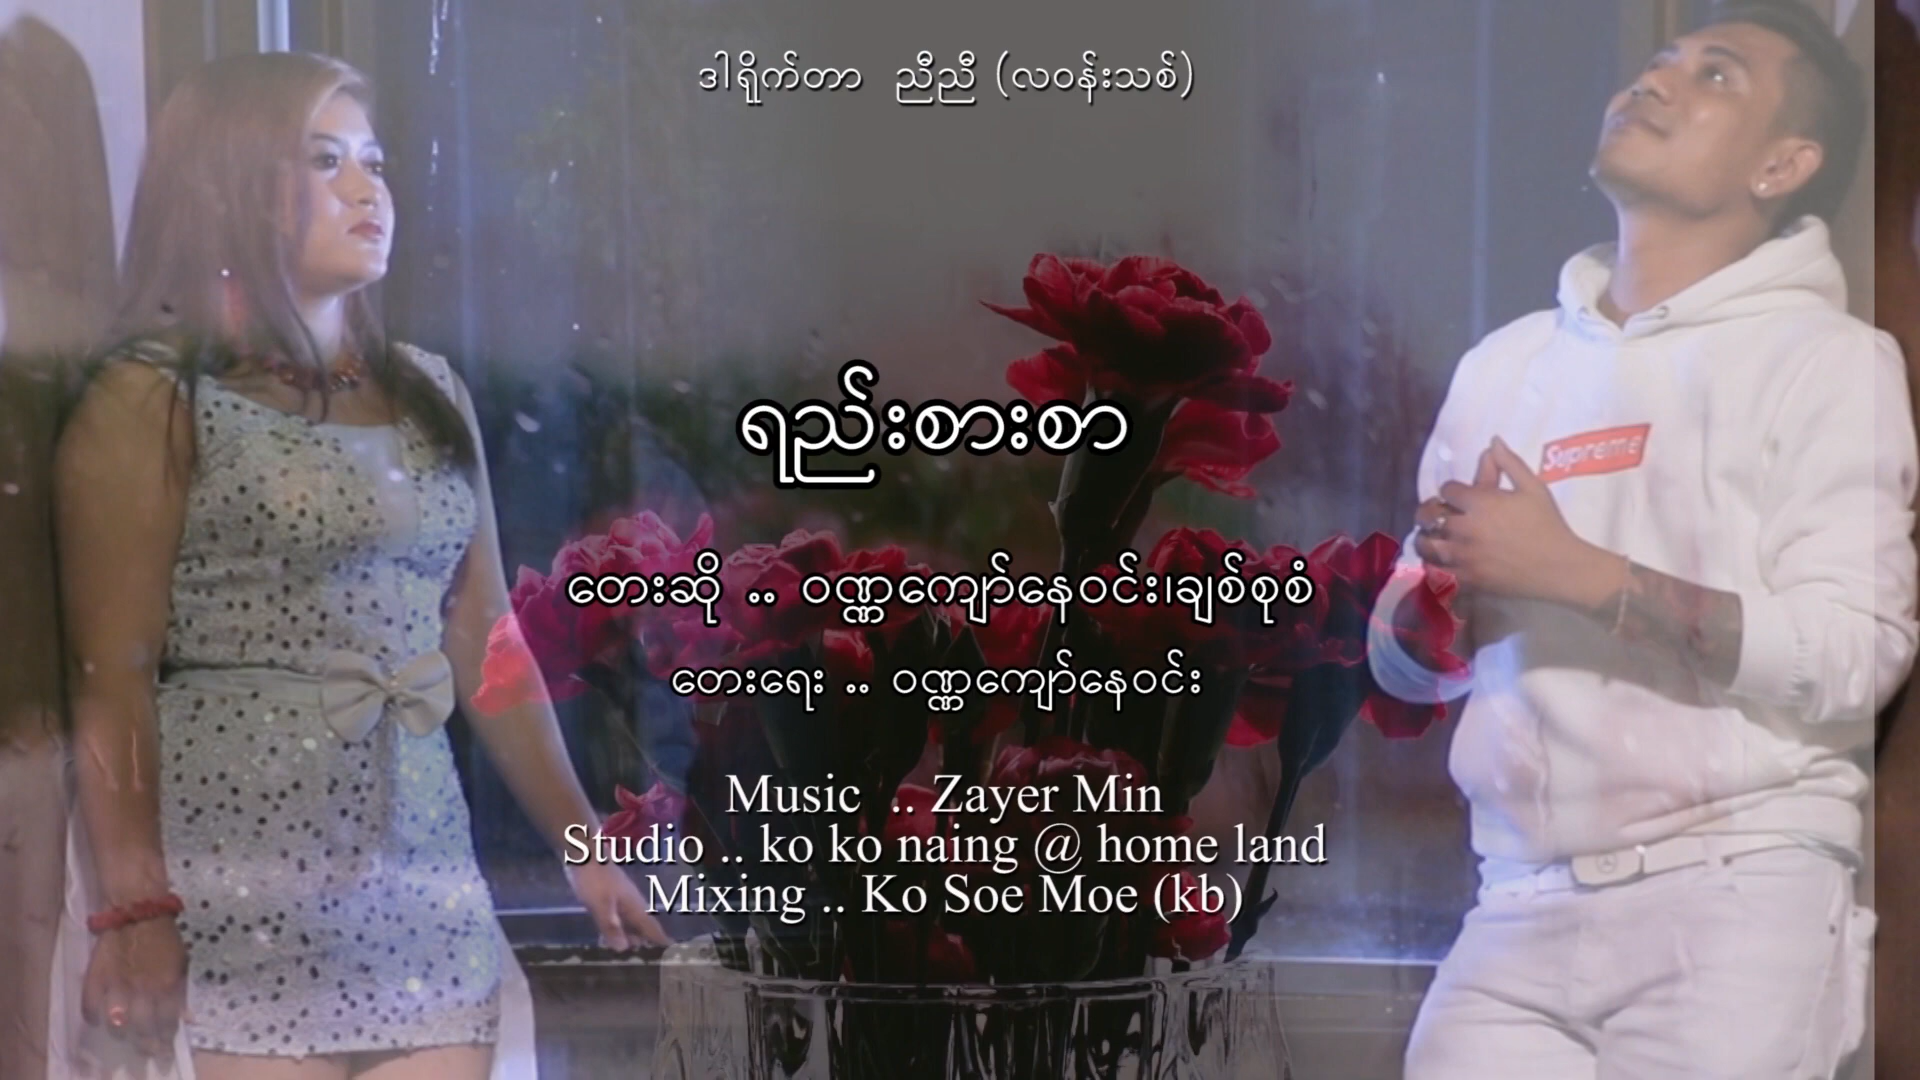 ဒါရိုက်တာ ညီညီ (လဝန်းသစ်)
ရည်းစားစာ
Supreme
တေးဆို .. ဝဏ္ဏကျော်နေဝင်း၊ချစ်စုစံ
တေးရေး .. ဝဏ္ဏကျော်နေဝင်း
Music .. Zayer Min
Studio .. ko ko naing @ home land
Mixing .. Ko Soe Moe (kb)